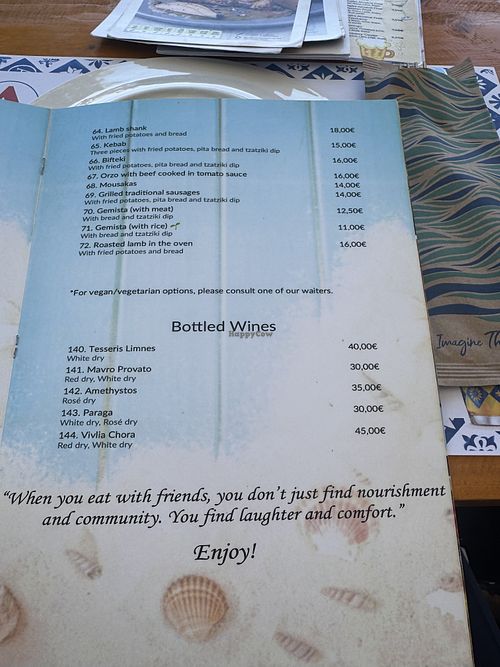 64. Lamb shank 18,00€
With fried potatoes and bread
65. Kebab 15,00€
Three pieces with fried potatoes, pita bread and tzatziki dip
66. Bifteki 16,00€
With fried potatoes, pita bread and tzatziki dip
67. Orzo with beef cooked in tomato sauce 16,00€
68. Mousakas 14,00€
69. Grilled traditional sausages 14,00€
With fried potatoes, pita bread and tzatziki dip
70. Gemista (with meat) 12,50€
With bread and tzatziki dip
71. Gemista (with rice) 11,00€
With bread and tzatziki dip
72. Roasted lamb in the oven 16,00€
With fried potatoes and bread
*For vegan/vegetarian options, please consult one of our waiters.
Bottled Wines
HappyCow
140. Tesseris Limnes 40,00€
White dry
141. Mavro Provato 30,00€
Red dry, White dry
142. Amethystos 35,00€
Rosé dry
143. Paraga 30,00€
White dry, Rosé dry
144. Vivlia Chora 45,00€
Red dry, White dry
“When you eat with friends, you don’t just find nourishment
and community. You find laughter and comfort.”
Enjoy!
Imagine Th